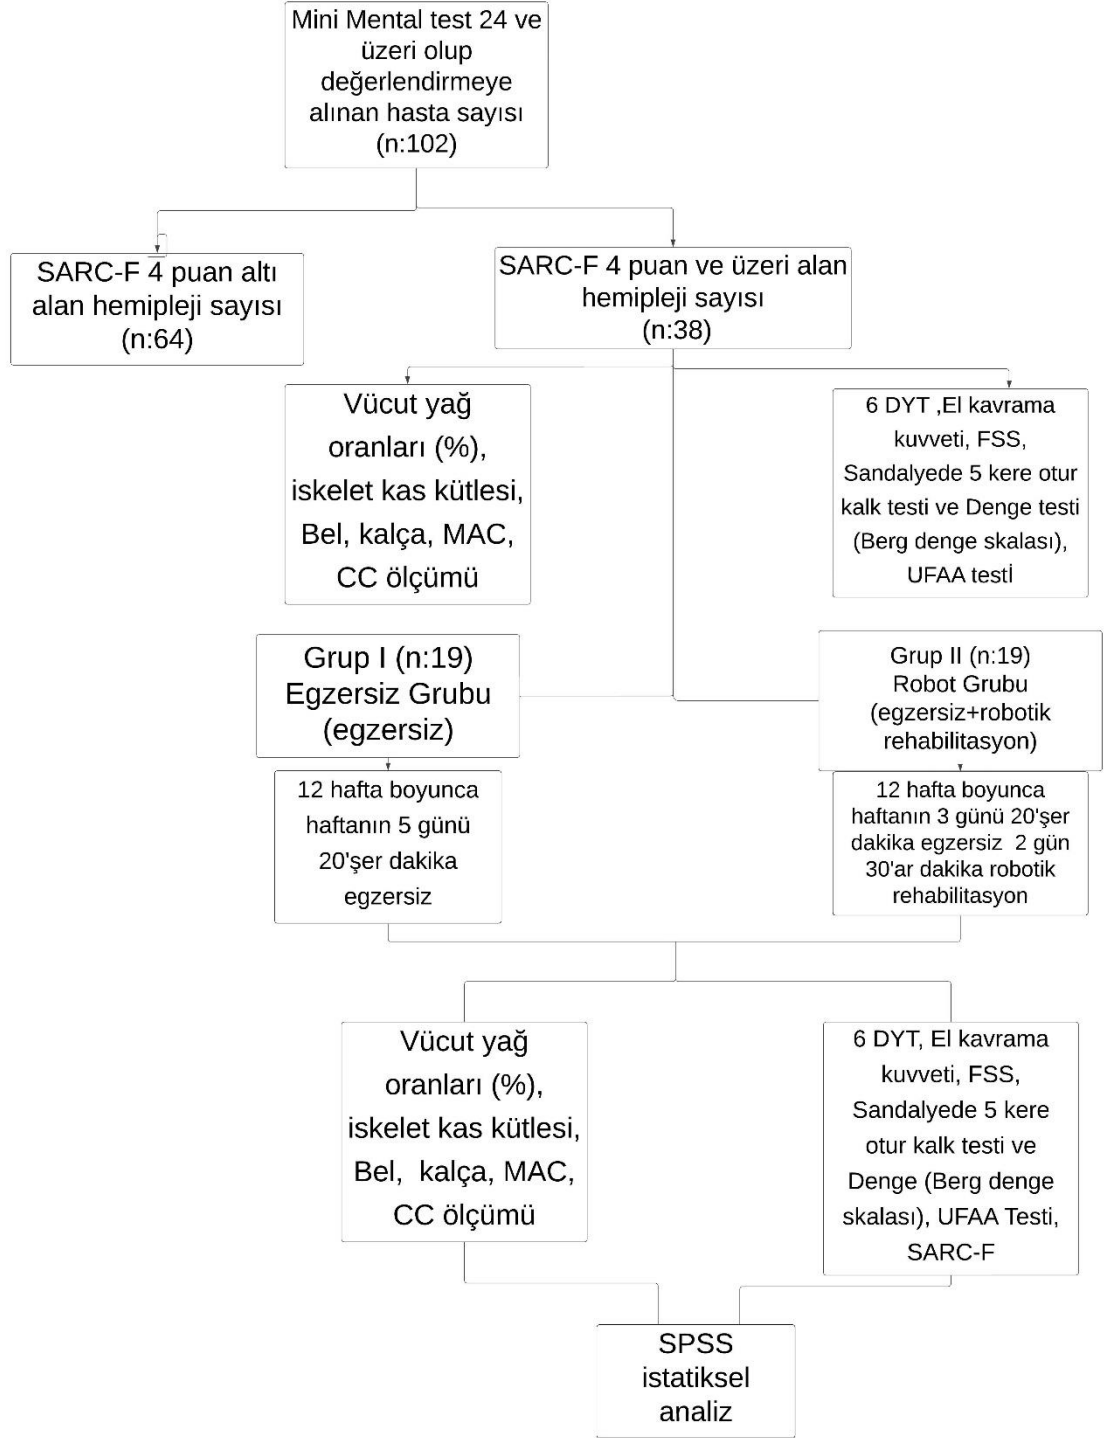 Mini Mental test 24 ve
üzeri olup
değerlendirmeye
alınan hasta sayısı
(n:102)
SARC-F 4 puan altı
alan hemipleji sayısı
(n:64)
SARC-F 4 puan ve üzeri alan
hemipleji sayısı
(n:38)
Vücut yağ
oranları (%),
iskelet kas kütlesi,
Bel, kalça, MAC,
CC ölçümü
6 DYT ,El kavrama
kuvveti, FSS,
Sandalyede 5 kere otur
kalk testi ve Denge testi
(Berg denge skalası),
UFAA testİ
Grup I (n:19)
Egzersiz Grubu
(egzersiz)
Grup II (n:19)
Robot Grubu
(egzersiz+robotik
rehabilitasyon)
12 hafta boyunca
haftanın 5 günü
20'şer dakika
egzersiz
12 hafta boyunca
haftanın 3 günü 20'şer
dakika egzersiz  2 gün
30'ar dakika robotik
rehabilitasyon
Vücut yağ
oranları (%),
iskelet kas kütlesi,
Bel,  kalça, MAC,
CC ölçümü
6 DYT, El kavrama
kuvveti, FSS,
Sandalyede 5 kere
otur kalk testi ve
Denge (Berg denge
skalası), UFAA Testi,
SARC-F
SPSS
istatiksel
analiz